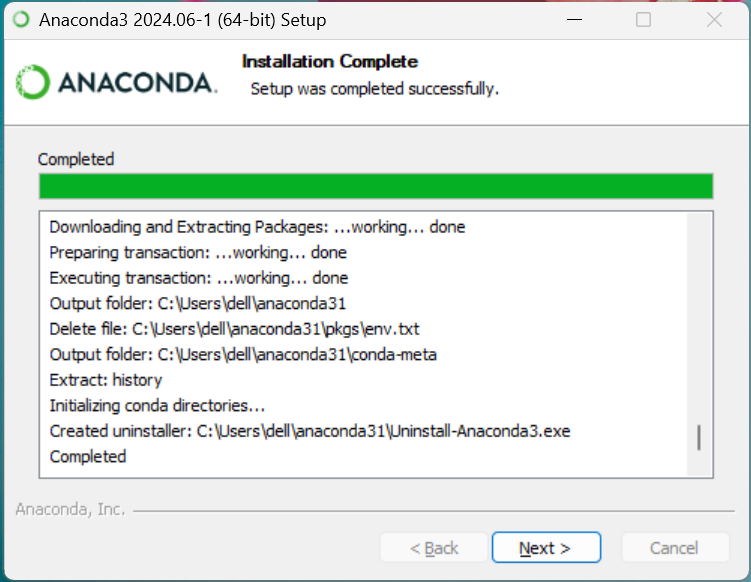 Anaconda3 2024.06-1 (64-bit) Setup
ANACONDA.
Installation Complete
Setup was completed successfully.
Completed
Downloading and Extracting Packages: ...working... done
Preparing transaction: ...working... done
Executing transaction: ...working... done
Output folder: C:\Users\dell\anaconda31
Delete file: C:\Users\dell\anaconda31\pkgs\env.txt
Output folder: C:\Users\dell\anaconda31\conda-meta
Extract: history
Initializing conda directories...
Created uninstaller: C:\Users\dell\anaconda31\Uninstall-Anaconda3.exe
Completed
Anaconda, Inc.
< Back Next > Cancel